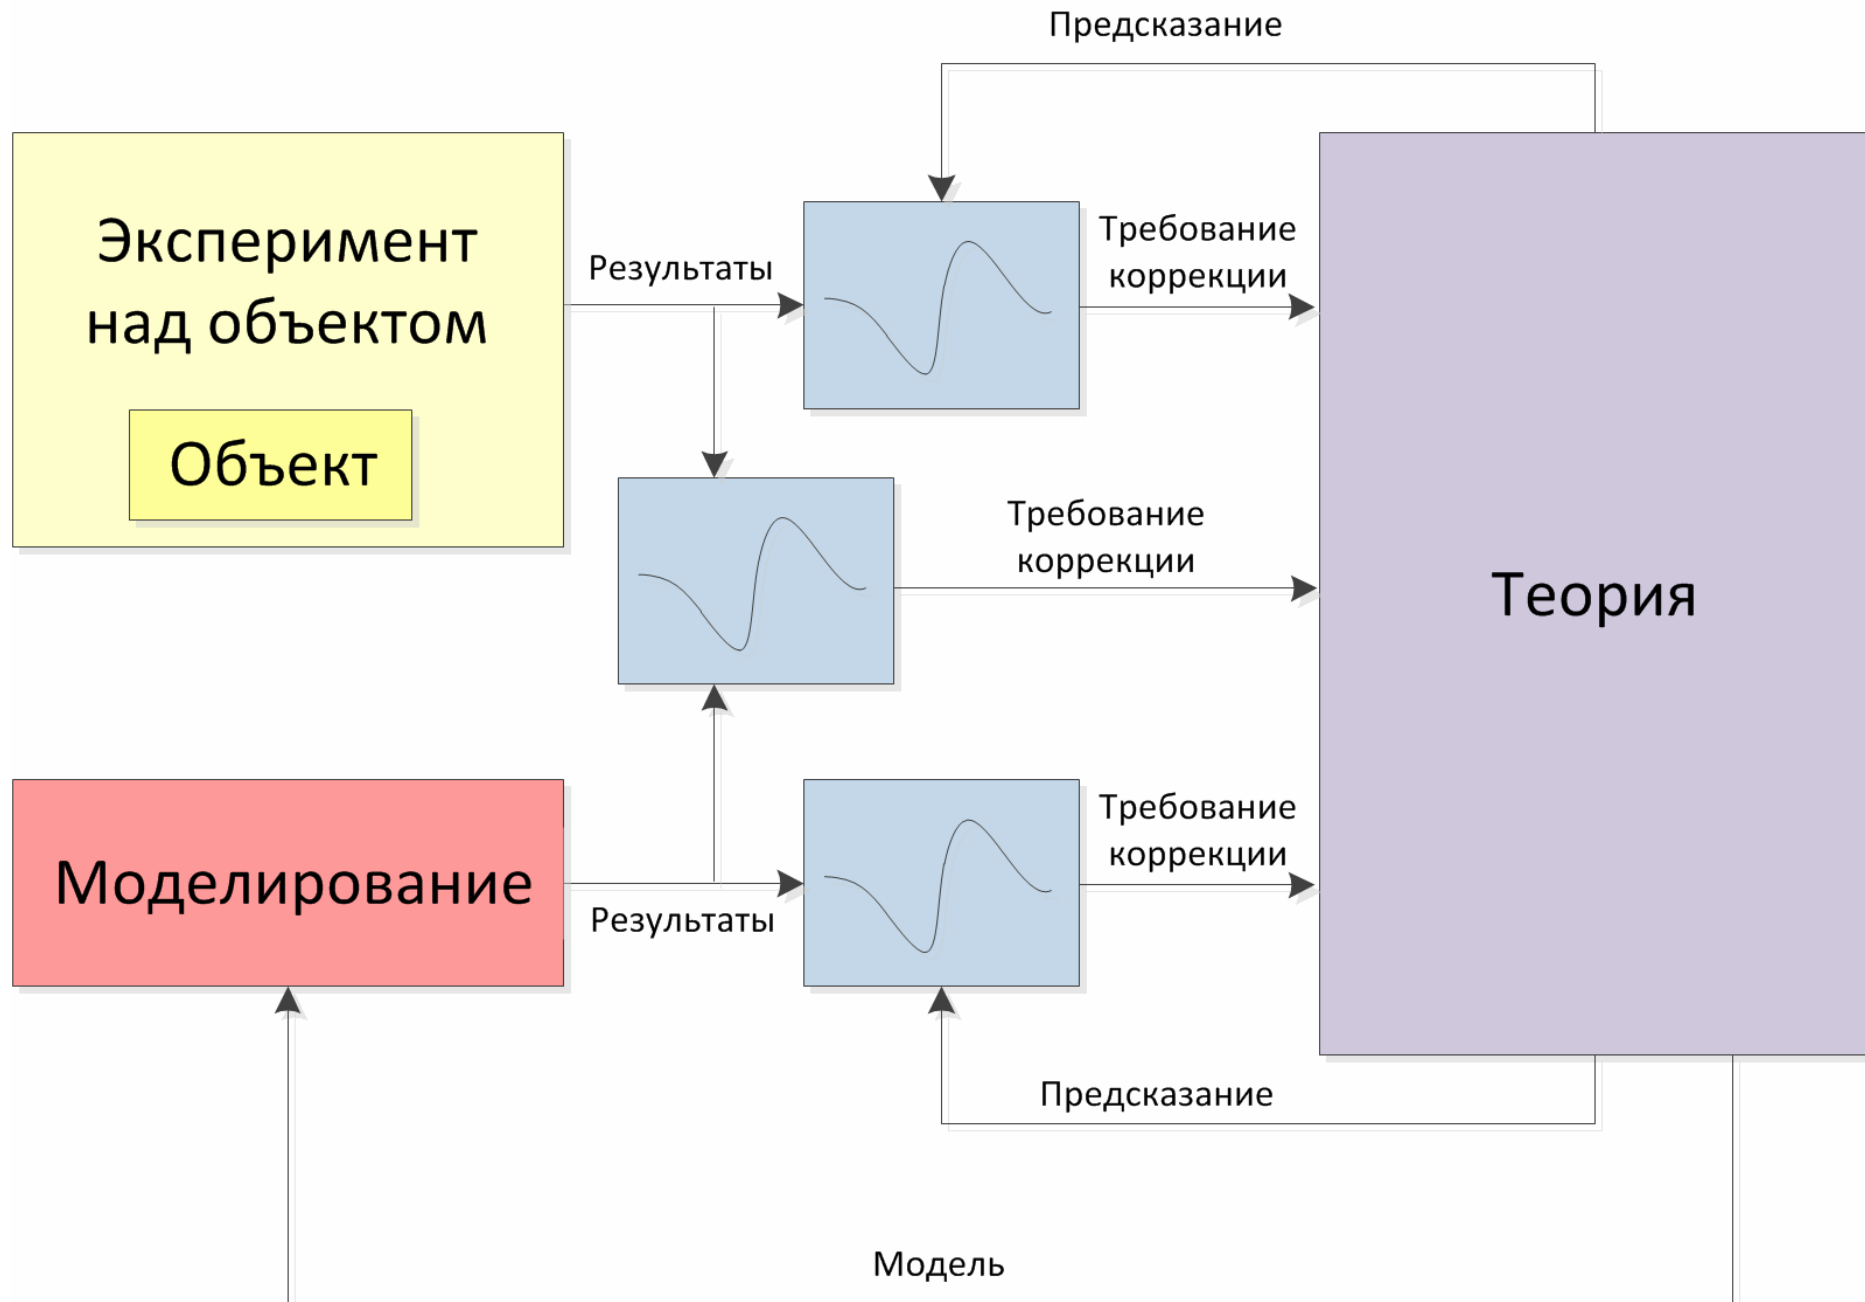 Предсказание
Эксперимент
над объектом
Объект
Результаты
Требование
коррекции
Требование
коррекции
Теория
Моделирование
Результаты
Требование
коррекции
Предсказание
Модель